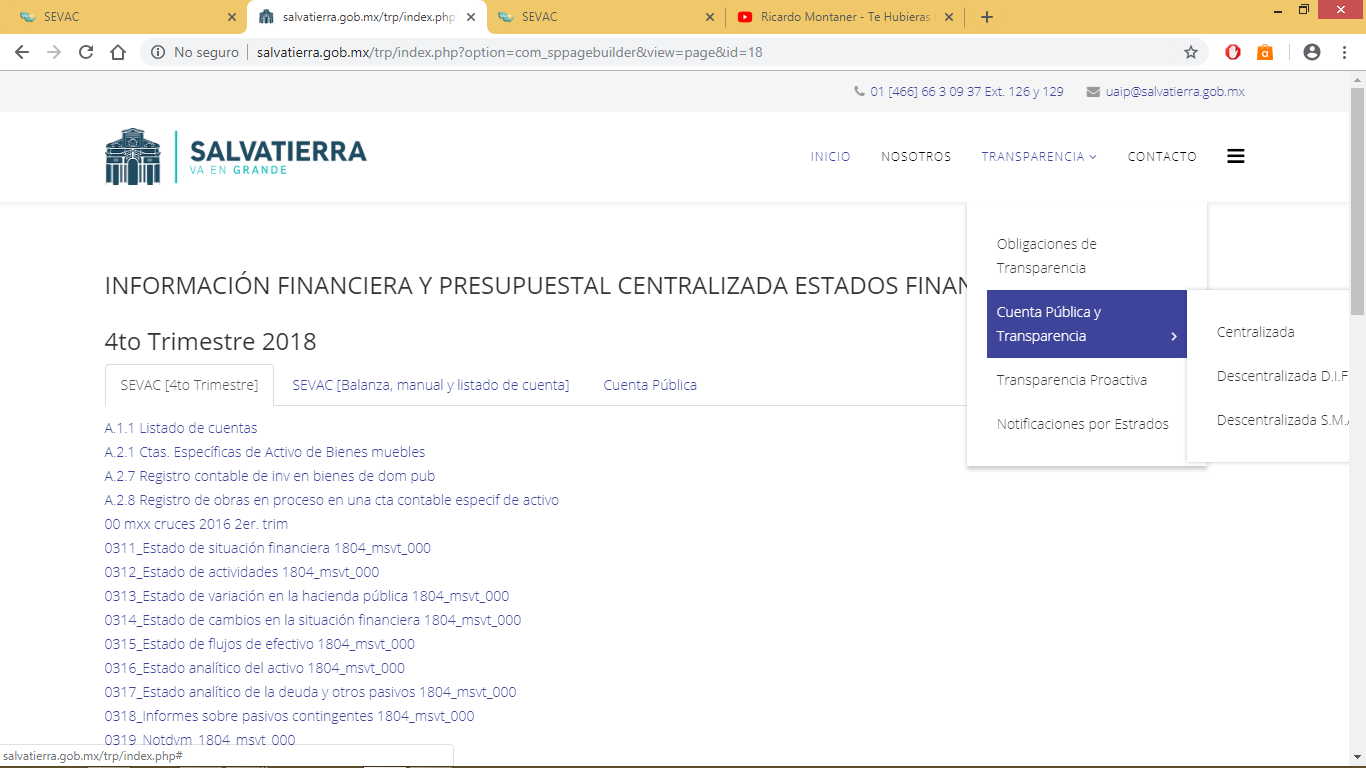 SEVAC
salvatierra.gob.mx/trp/index.php
SEVAC
Ricardo Montaner - Te Hubieras
No seguro
salvatierra.gob.mx/trp/index.php?option=com_sppagebuilder&view=page&id=18
01 [466] 66 3 09 37 Ext. 126 y 129
uaip@salvatierra.gob.mx
SALVATIERRA
VA EN GRANDE
INICIO
NOSOTROS
TRANSPARENCIA
CONTACTO
Obligaciones de
Transparencia
Cuenta Pública y
Transparencia
Transparencia Proactiva
Notificaciones por Estrados
Centralizada
Descentralizada D.I.F
Descentralizada S.M.A
INFORMACIÓN FINANCIERA Y PRESUPUESTAL CENTRALIZADA ESTADOS FINAN
4to Trimestre 2018
SEVAC [4to Trimestre]
SEVAC [Balanza, manual y listado de cuenta]
Cuenta Pública
A.1.1 Listado de cuentas
A.2.1 Ctas. Específicas de Activo de Bienes muebles
A.2.7 Registro contable de inv en bienes de dom pub
A.2.8 Registro de obras en proceso en una cta contable especif de activo
00 mxx cruces 2016 2er. trim
0311_Estado de situación financiera 1804_msvt_000
0312_Estado de actividades 1804_msvt_000
0313_Estado de variación en la hacienda pública 1804_msvt_000
0314_Estado de cambios en la situación financiera 1804_msvt_000
0315_Estado de flujos de efectivo 1804_msvt_000
0316_Estado analítico del activo 1804_msvt_000
0317_Estado analítico de la deuda y otros pasivos 1804_msvt_000
0318_Informes sobre pasivos contingentes 1804_msvt_000
0319_Notdvm_1804_msvt_000
salvatierra.gob.mx/trp/index.php#